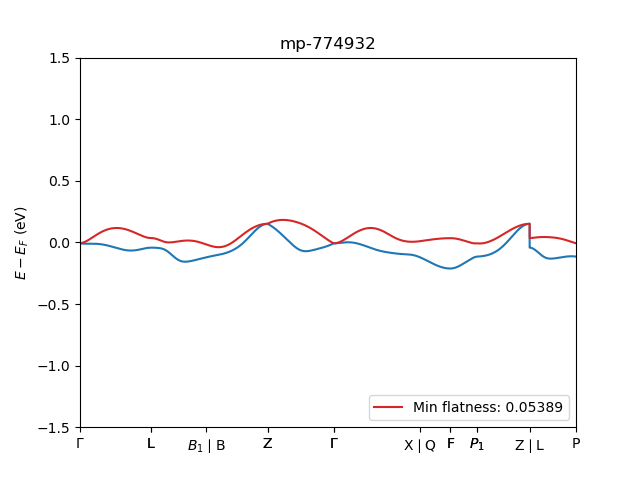 mp-774932
1.5
1.0
0.5
0.0
−0.5
−1.0
−1.5
E − E_F (eV)
Min flatness: 0.05389
Γ L B₁ | B Z Γ X | Q F P₁ Z | L P